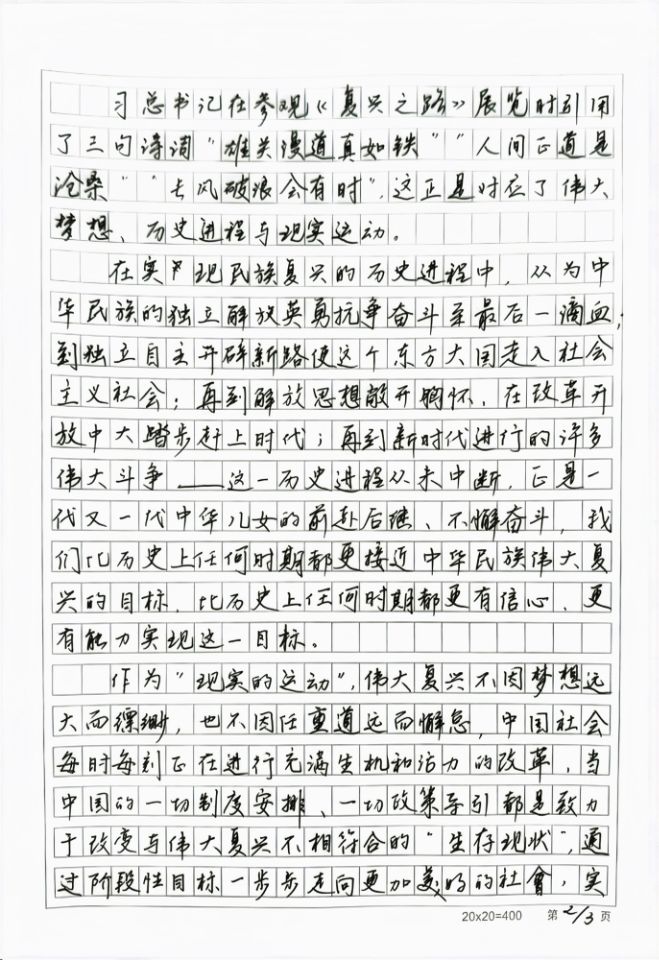 习总书记在参观《复兴之路》展览时引用
了三句诗词“雄关漫道真如铁”“人间正道是
沧桑”“长风破浪会有时”，这正是对应了伟大
梦想、历史进程与现实运动。
在实现民族复兴的历史进程中，从为中
华民族的独立解放英勇抗争奋斗至最后一滴血；
到独立自主开辟新路使这个东方大国走入社会
主义社会；再到解放思想敞开胸怀，在改革开
放中大踏步赶上时代；再到新时代进行的许多
伟大斗争——这一历史进程从未中断，正是一
代又一代中华儿女的前赴后继、不懈奋斗，我
们比历史上任何时期都更接近中华民族伟大复
兴的目标，比历史上任何时期都更有信心、更
有能力实现这一目标。
作为“现实的运动”，伟大复兴不因梦想远
大而缥缈，也不因任重道远而懈怠，中国社会
每时每刻正在进行充满生机和活力的改革，当
中国的一切制度安排、一切政策导引都是致力
于改变与伟大复兴不相符合的“生存现状”，通
过阶段性目标一步步走向更加美好的的社會，实
20x20=400 第2/3页